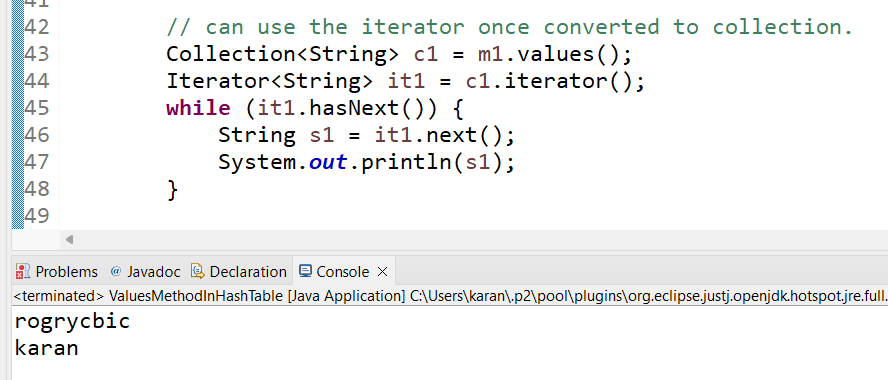 41
42 // can use the iterator once converted to collection.
43 Collection<String> c1 = m1.values();
44 Iterator<String> it1 = c1.iterator();
45 while (it1.hasNext()) {
46 String s1 = it1.next();
47 System.out.println(s1);
48 }
49
Problems @ Javadoc Declaration Console ×
<terminated> ValuesMethodInHashTable [Java Application] C:\Users\karan\.p2\pool\plugins\org.eclipse.justj.openjdk.hotspot.jre.full.
rogrycbic
karan